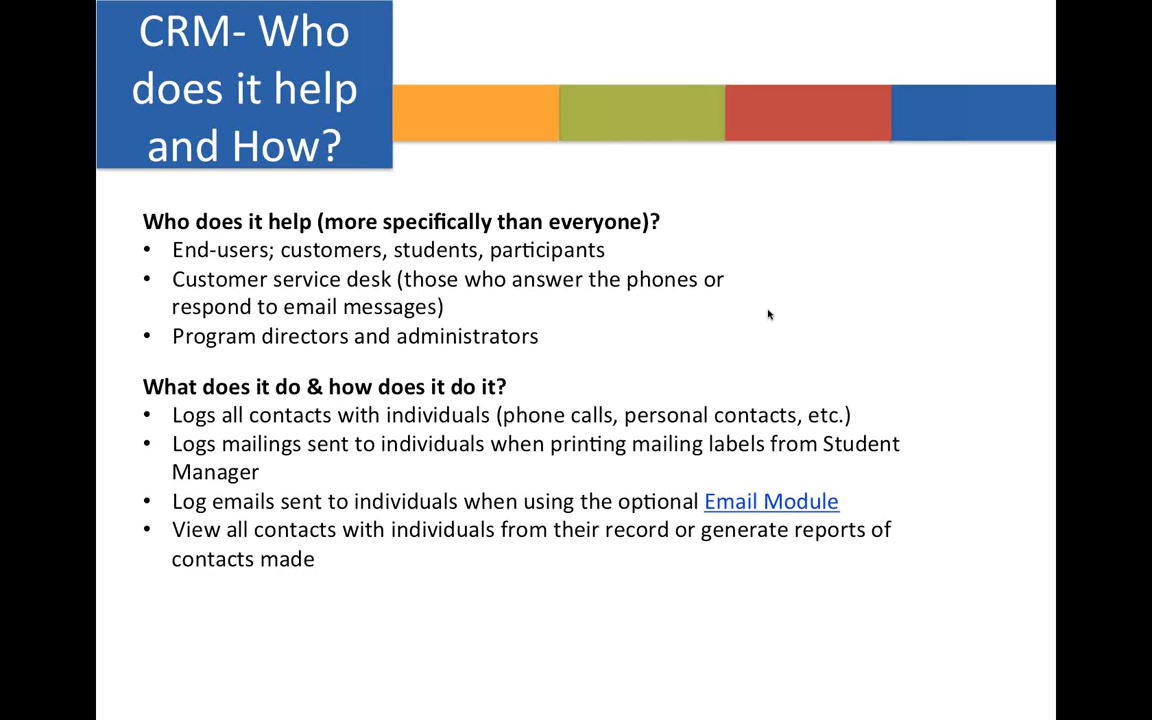 CRM- Who
does it help
and How?
Who does it help (more specifically than everyone)?
• End-users; customers, students, participants
• Customer service desk (those who answer the phones or
respond to email messages)
• Program directors and administrators
What does it do & how does it do it?
• Logs all contacts with individuals (phone calls, personal contacts, etc.)
• Logs mailings sent to individuals when printing mailing labels from Student
Manager
• Log emails sent to individuals when using the optional Email Module
• View all contacts with individuals from their record or generate reports of
contacts made